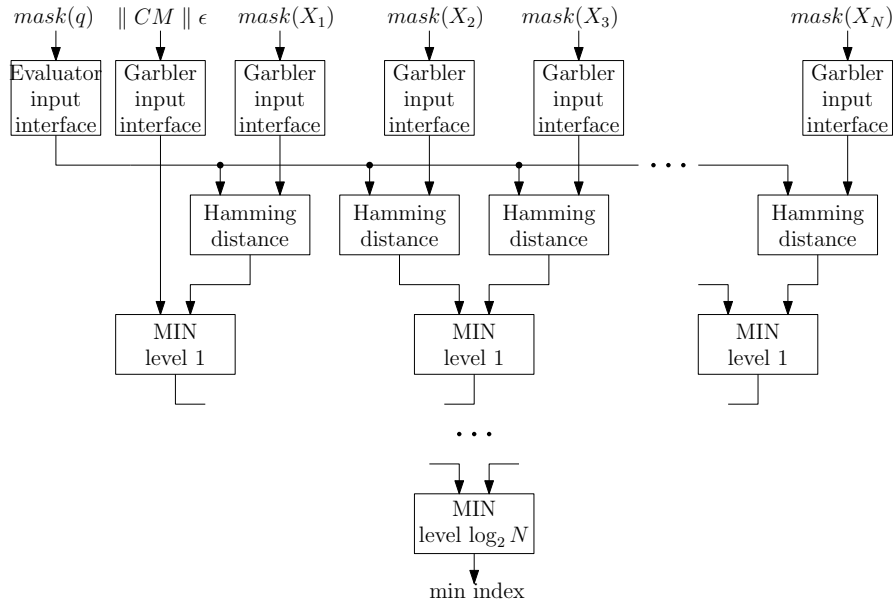 mask(q) ∥ CM ∥ ϵ mask(X₁) mask(X₂) mask(X₃) mask(X_N)
Evaluator input interface
Garbler input interface
Garbler input interface
Garbler input interface
Garbler input interface
Garbler input interface
• • •
Hamming distance
Hamming distance
Hamming distance
Hamming distance
MIN level 1
MIN level 1
MIN level 1
• • •
MIN level log₂ N
min index